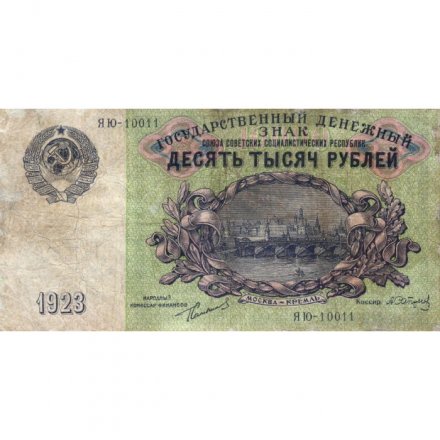 ЯЮ-10011
ГОСУДАРСТВЕННЫЙ ДЕНЕЖНЫЙ
ЗНАК
СОЮЗА СОВЕТСКИХ СОЦИАЛИСТИЧЕСКИХ РЕСПУБЛИК
ДЕСЯТЬ ТЫСЯЧ РУБЛЕЙ
МОСКВА-КРЕМЛЬ
1923
НАРОДНЫЙ
КОМИССАР ФИНАНСОВ
Кассир
ЯЮ-10011